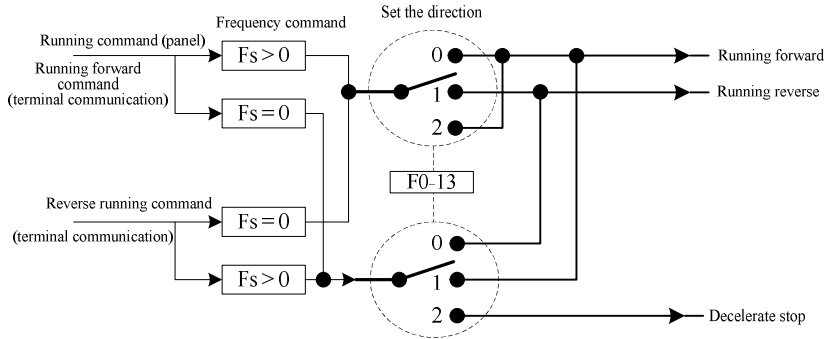 Frequency command
Set the direction
Running command (panel)
Running forward
command
(terminal communication)
Fs > 0
Fs = 0
0
1
2
Running forward
Running reverse
F0-13
Reverse running command
(terminal communication)
Fs = 0
Fs > 0
0
1
2
Decelerate stop